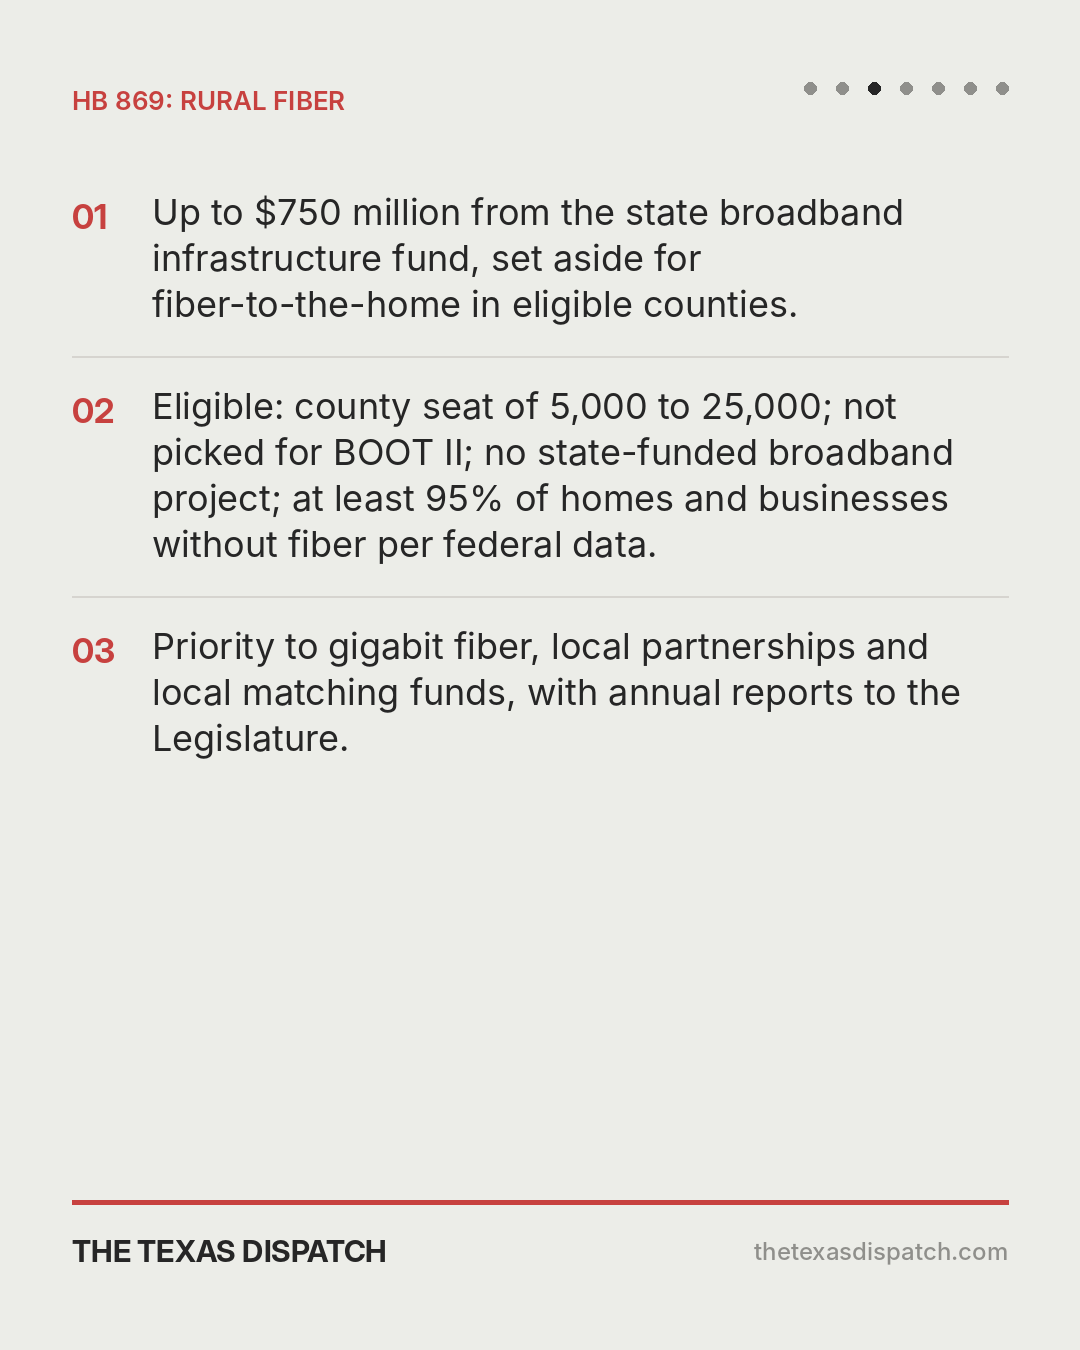 HB 869: RURAL FIBER
01
Up to $750 million from the state broadband
infrastructure fund, set aside for
fiber-to-the-home in eligible counties.
02
Eligible: county seat of 5,000 to 25,000; not
picked for BOOT II; no state-funded broadband
project; at least 95% of homes and businesses
without fiber per federal data.
03
Priority to gigabit fiber, local partnerships and
local matching funds, with annual reports to the
Legislature.
THE TEXAS DISPATCH
thetexasdispatch.com